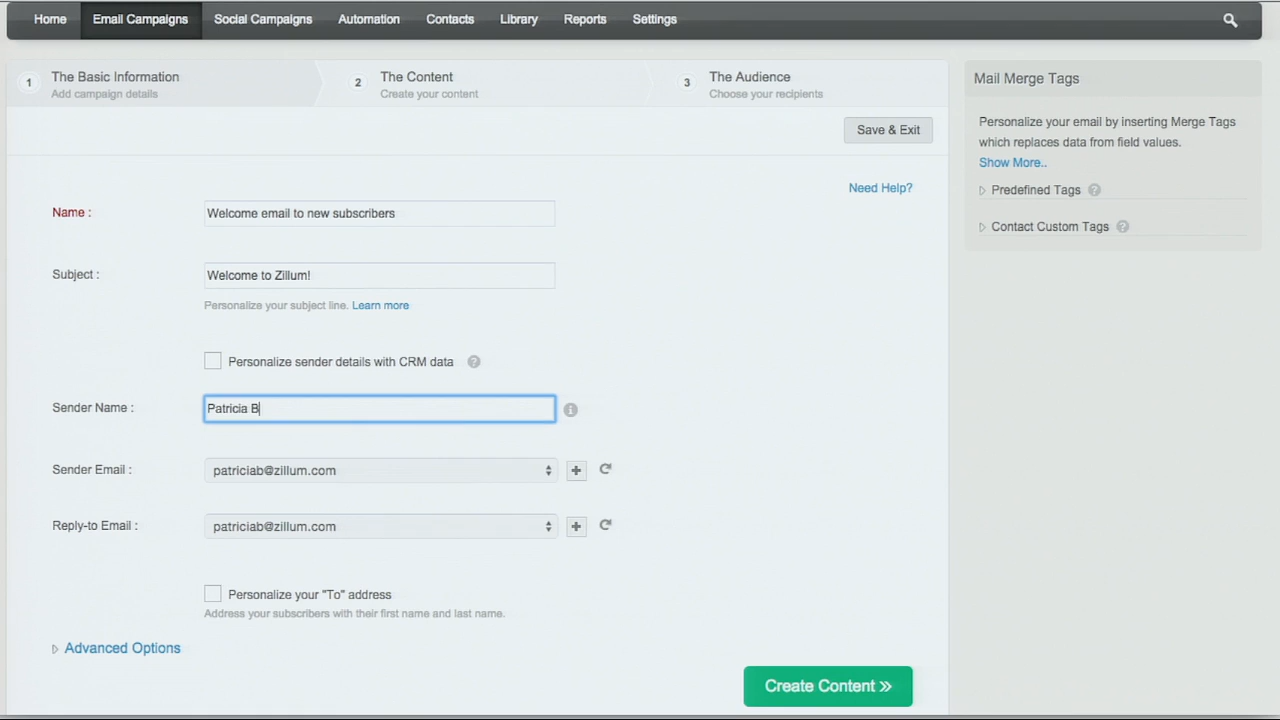 Home Email Campaigns Social Campaigns Automation Contacts Library Reports Settings
1 The Basic Information
Add campaign details
2 The Content
Create your content
3 The Audience
Choose your recipients
Save & Exit
Need Help?
Name : Welcome email to new subscribers
Subject : Welcome to Zillum!
Personalize your subject line. Learn more
Personalize sender details with CRM data ?
Sender Name : Patricia B
Sender Email : patriciab@zillum.com
Reply-to Email : patriciab@zillum.com
Personalize your "To" address
Address your subscribers with their first name and last name.
Advanced Options
Create Content »
Mail Merge Tags
Personalize your email by inserting Merge Tags
which replaces data from field values.
Show More..
Predefined Tags ?
Contact Custom Tags ?